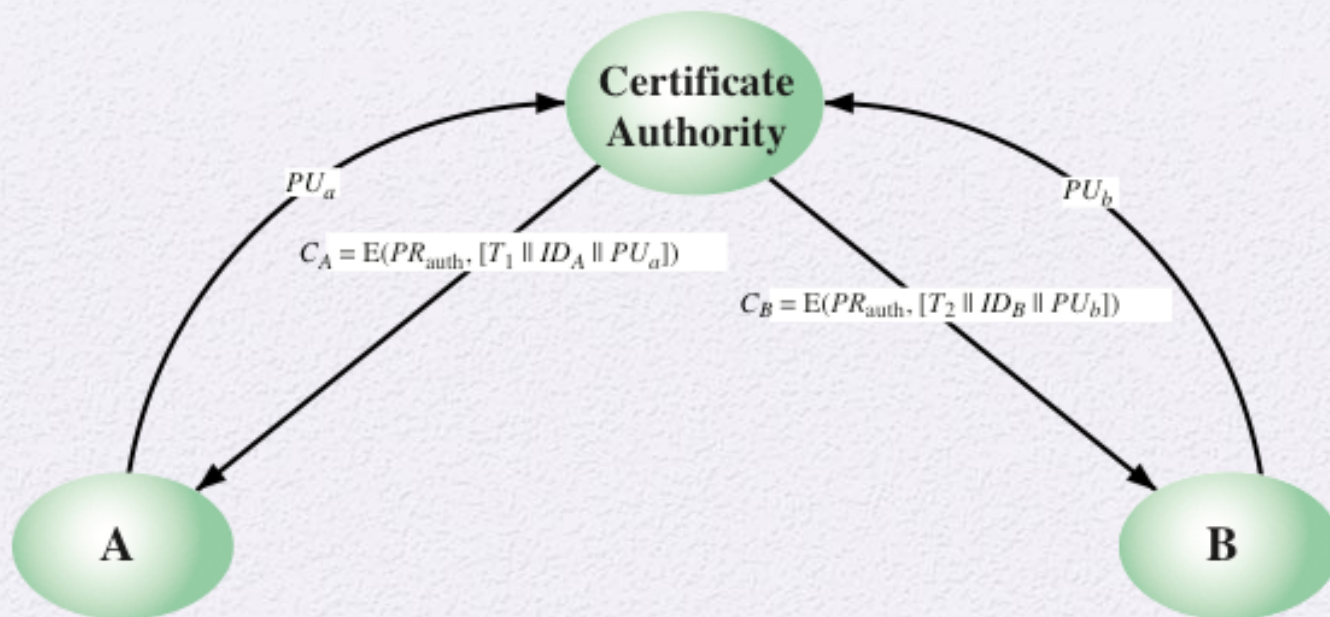 Certificate
Authority
PU_a
PU_b
C_A = E(PR_auth, [T_1 || ID_A || PU_a])
C_B = E(PR_auth, [T_2 || ID_B || PU_b])
A
B